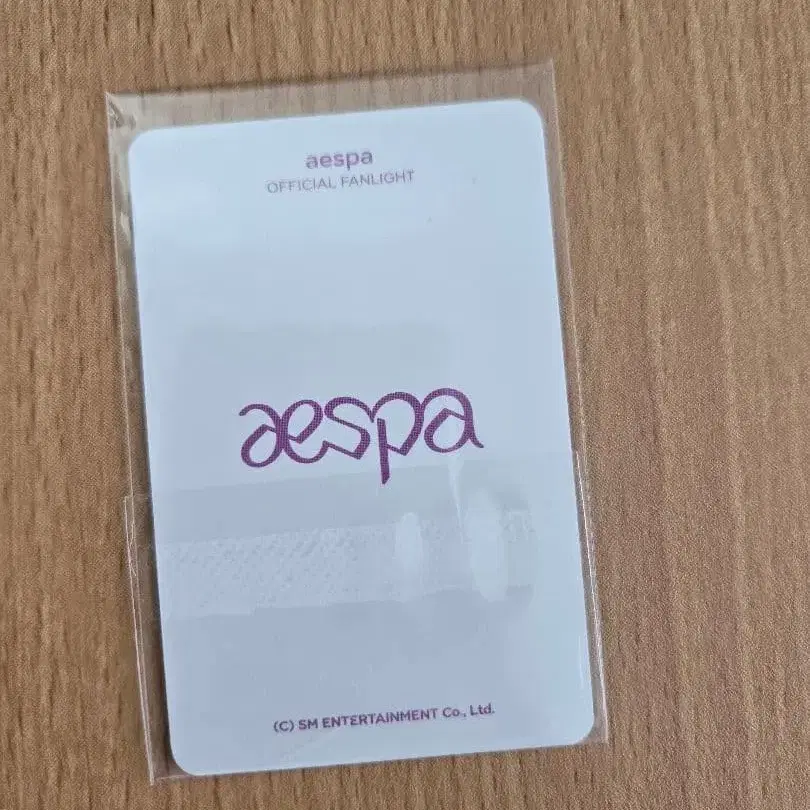 aespa
OFFICIAL FANLIGHT
aespa
(C) SM ENTERTAINMENT Co., Ltd.